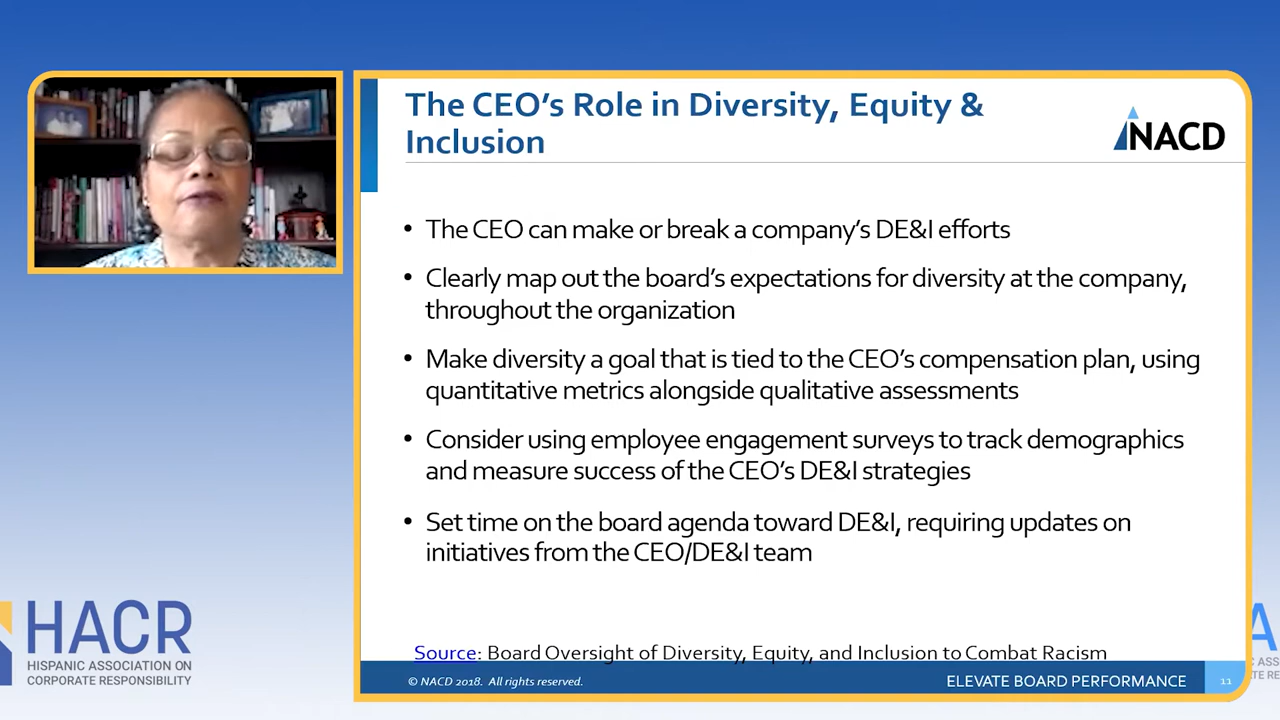 The CEO's Role in Diversity, Equity &
Inclusion
NACD
• The CEO can make or break a company's DE&I efforts
• Clearly map out the board's expectations for diversity at the company,
throughout the organization
• Make diversity a goal that is tied to the CEO's compensation plan, using
quantitative metrics alongside qualitative assessments
• Consider using employee engagement surveys to track demographics
and measure success of the CEO's DE&I strategies
• Set time on the board agenda toward DE&I, requiring updates on
initiatives from the CEO/DE&I team
Source: Board Oversight of Diversity, Equity, and Inclusion to Combat Racism
© NACD 2018. All rights reserved.
ELEVATE BOARD PERFORMANCE
11
HACR
HISPANIC ASSOCIATION ON
CORPORATE RESPONSIBILITY